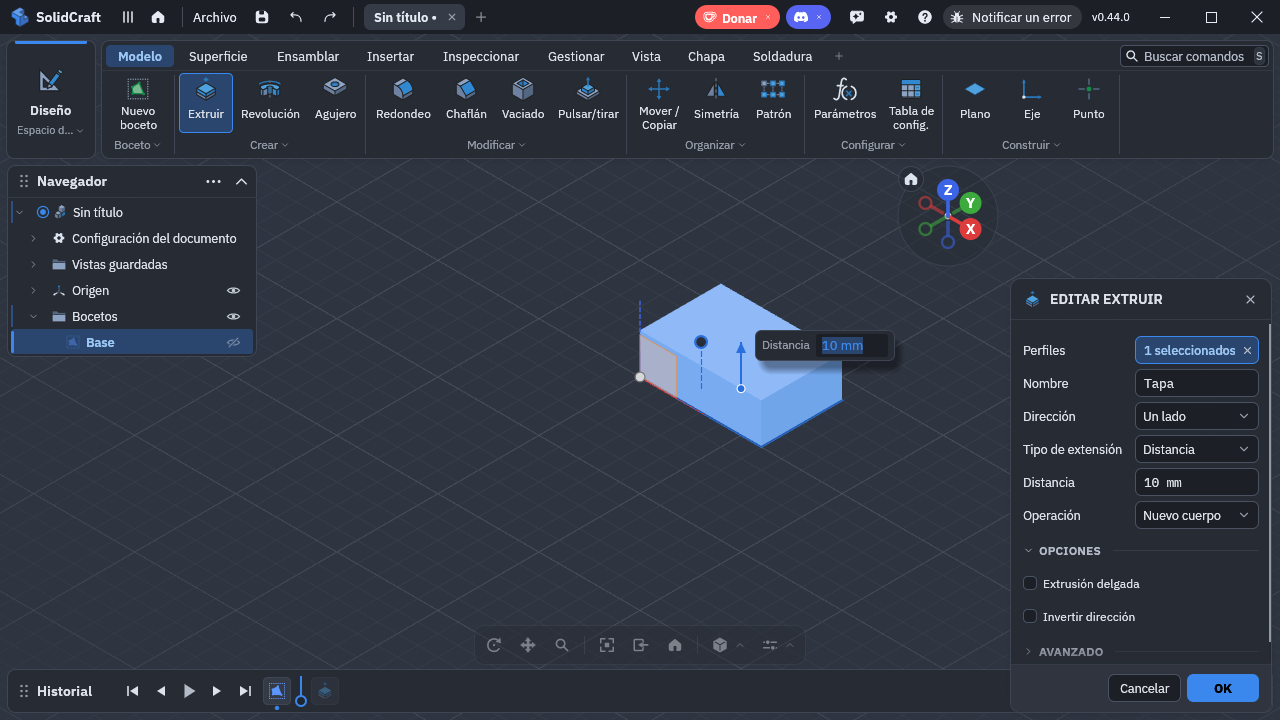 SolidCraft
Archivo
Sin título •
Donar
Notificar un error
v0.44.0
Diseño
Espacio d...
Modelo
Superficie
Ensamblar
Insertar
Inspeccionar
Gestionar
Vista
Chapa
Soldadura
Buscar comandos
S
Nuevo
boceto
Extruir
Revolución
Agujero
Redondeo
Chaflán
Vaciado
Pulsar/tirar
Mover /
Copiar
Simetría
Patrón
Parámetros
Tabla de
config.
Plano
Eje
Punto
Boceto
Crear
Modificar
Organizar
Configurar
Construir
Navegador
Sin título
Configuración del documento
Vistas guardadas
Origen
Bocetos
Base
Z
Y
X
Distancia 10 mm
EDITAR EXTRUIR
Perfiles 1 seleccionados
Nombre Tapa
Dirección Un lado
Tipo de extensión Distancia
Distancia 10 mm
Operación Nuevo cuerpo
OPCIONES
Extrusión delgada
Invertir dirección
AVANZADO
Cancelar OK
Historial